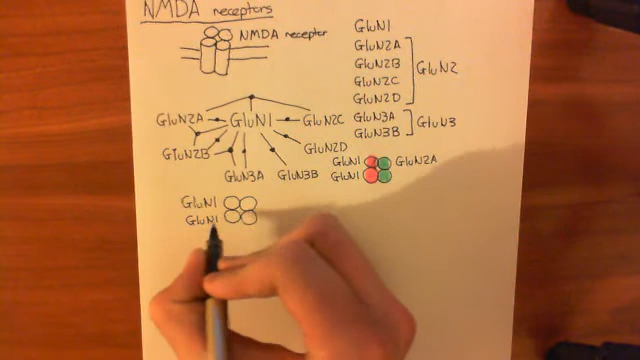 NMDA receptors
NMDA receptor
GluN1
GluN2A
GluN2B
GluN2C
GluN2D
GluN2
GluN3A
GluN3B
GluN3
GluN2A
GluN1
GluN2C
GluN2B
GluN2D
GluN3A
GluN3B
GluN1 GluN2A
GluN1
GluN1
GluN1